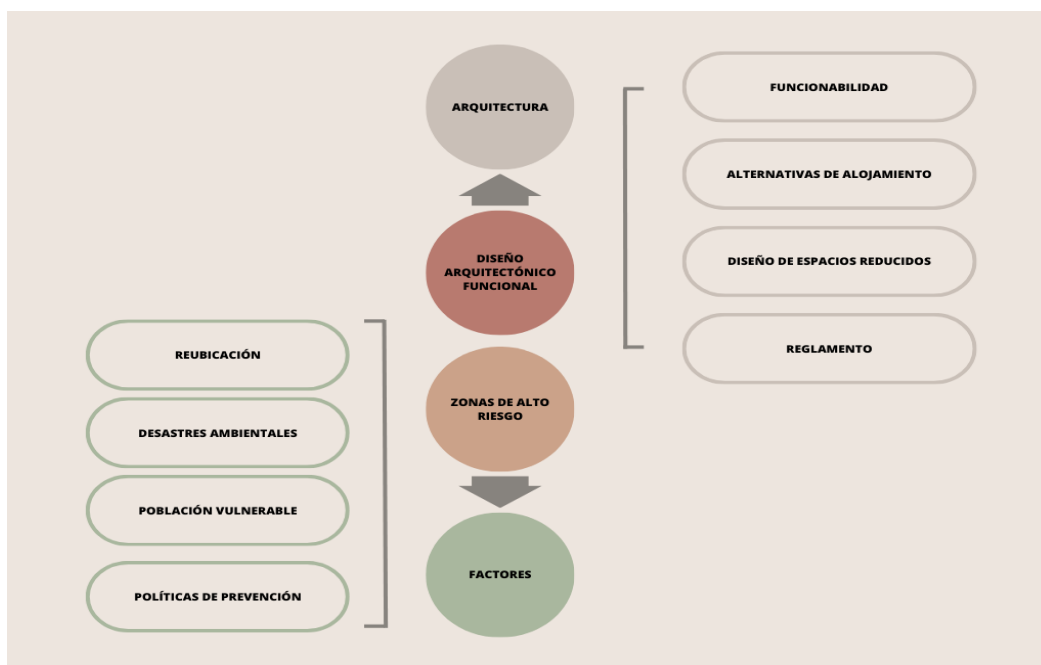 ARQUITECTURA
FUNCIONABILIDAD
ALTERNATIVAS DE ALOJAMIENTO
DISEÑO DE ESPACIOS REDUCIDOS
REGLAMENTO
DISEÑO
ARQUITECTÓNICO
FUNCIONAL
ZONAS DE ALTO
RIESGO
REUBICACIÓN
DESASTRES AMBIENTALES
POBLACIÓN VULNERABLE
POLÍTICAS DE PREVENCIÓN
FACTORES